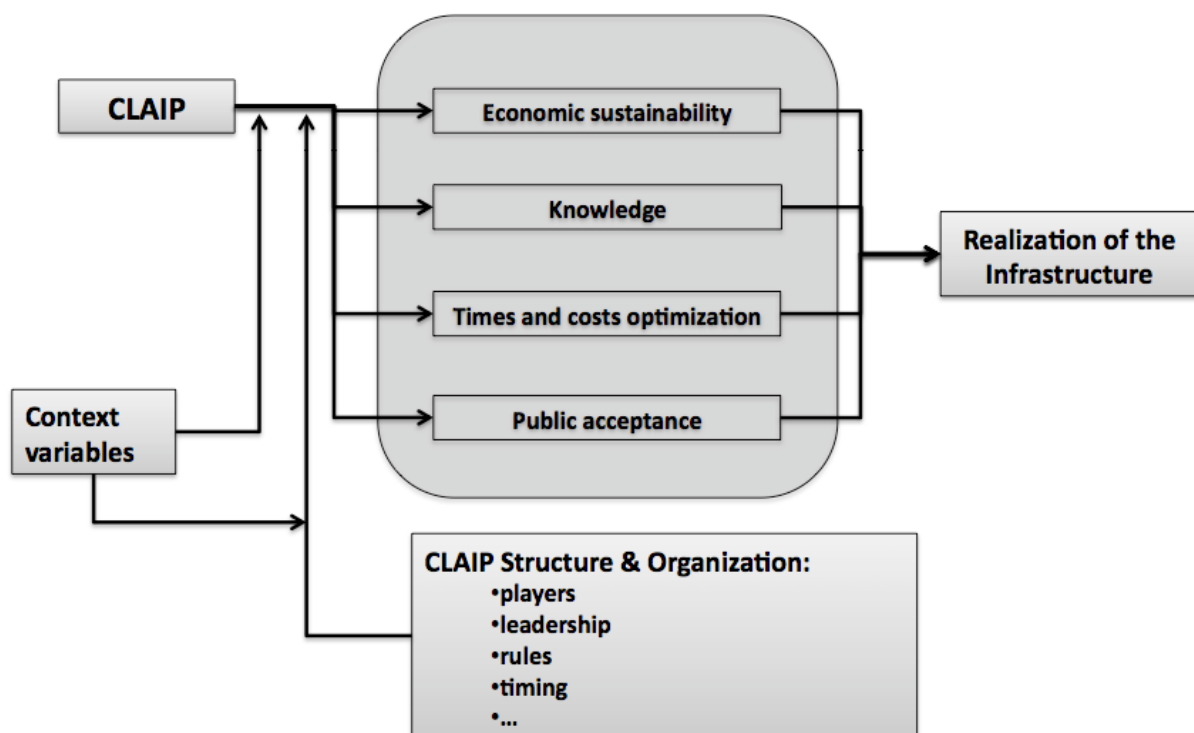 CLAIP
Economic sustainability
Knowledge
Times and costs optimization
Public acceptance
Realization of the
Infrastructure
Context
variables
CLAIP Structure & Organization:
•players
•leadership
•rules
•timing
•...